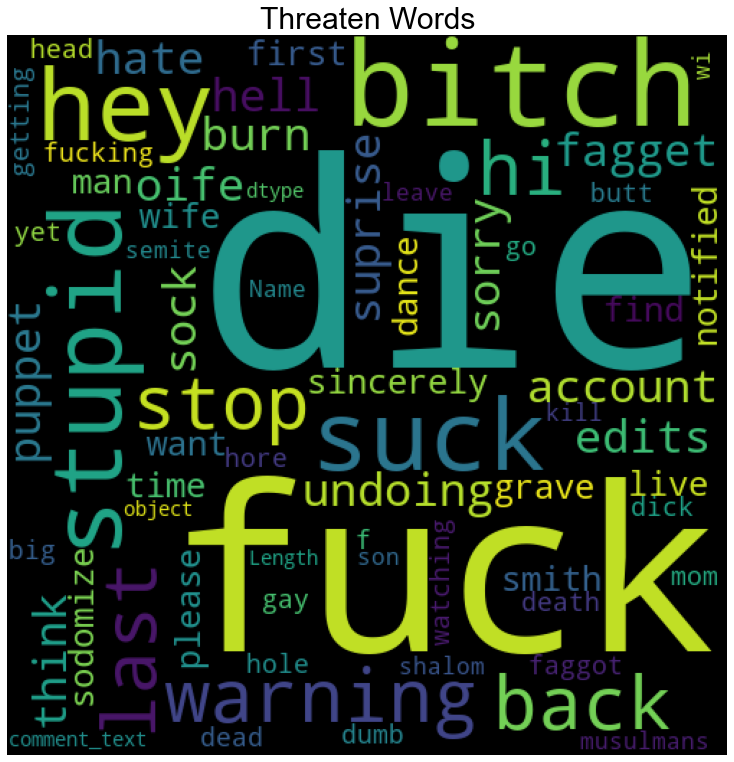 Threaten Words
head
hate
first
bitch
wi
getting
hey
hell
fucking
burn
fagget
hi
man
oife
dtype
suprise
leave
butt
yet
wife
die
sorry
notified
stupid
semite
dance
go
sock
Name
find
puppet
stop
sincerely
account
suck
kill
want
hore
edits
time
undoing
grave
live
object
dick
fuck
big
f
watching
sodomize
please
Length
son
smith
mom
last
gay
death
think
hole
shalom
faggot
warning
back
comment_text
dead
dumb
musulmans